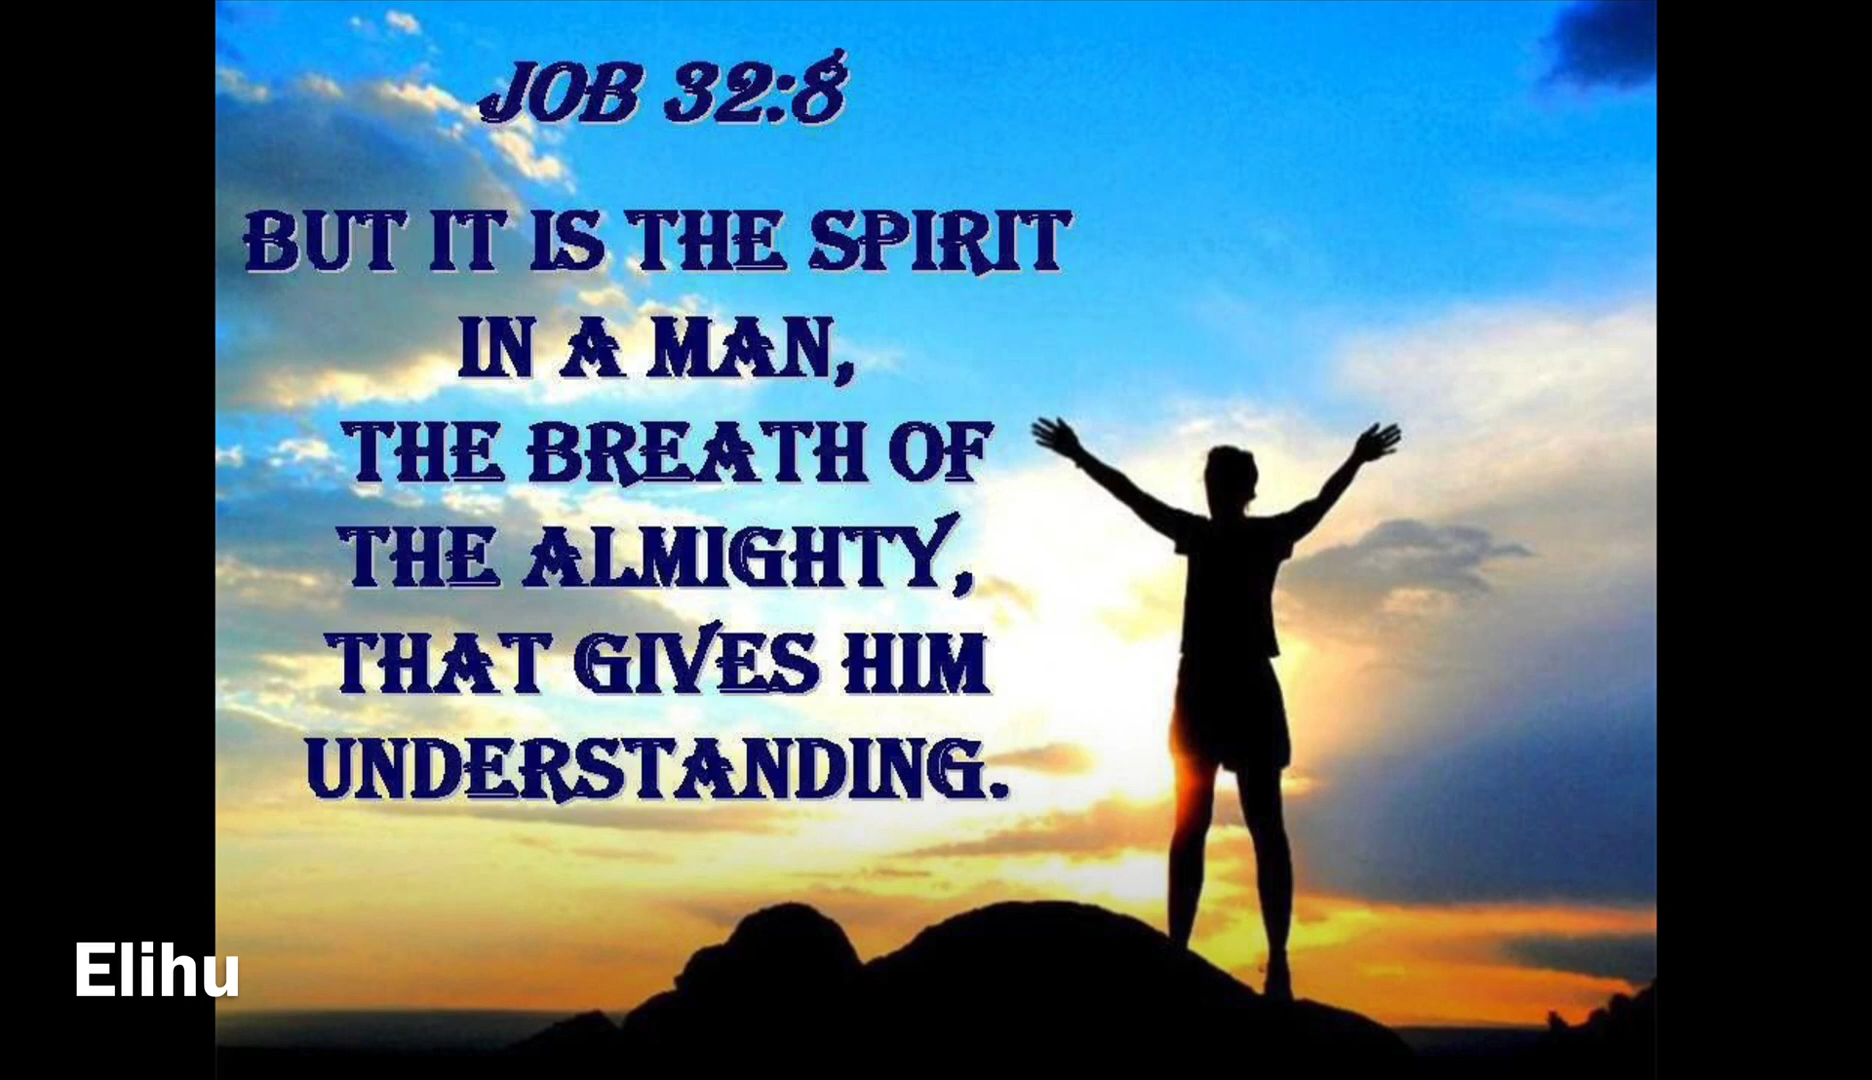 JOB 32:8
BUT IT IS THE SPIRIT
IN A MAN,
THE BREATH OF
THE ALMIGHTY,
THAT GIVES HIM
UNDERSTANDING.
Elihu